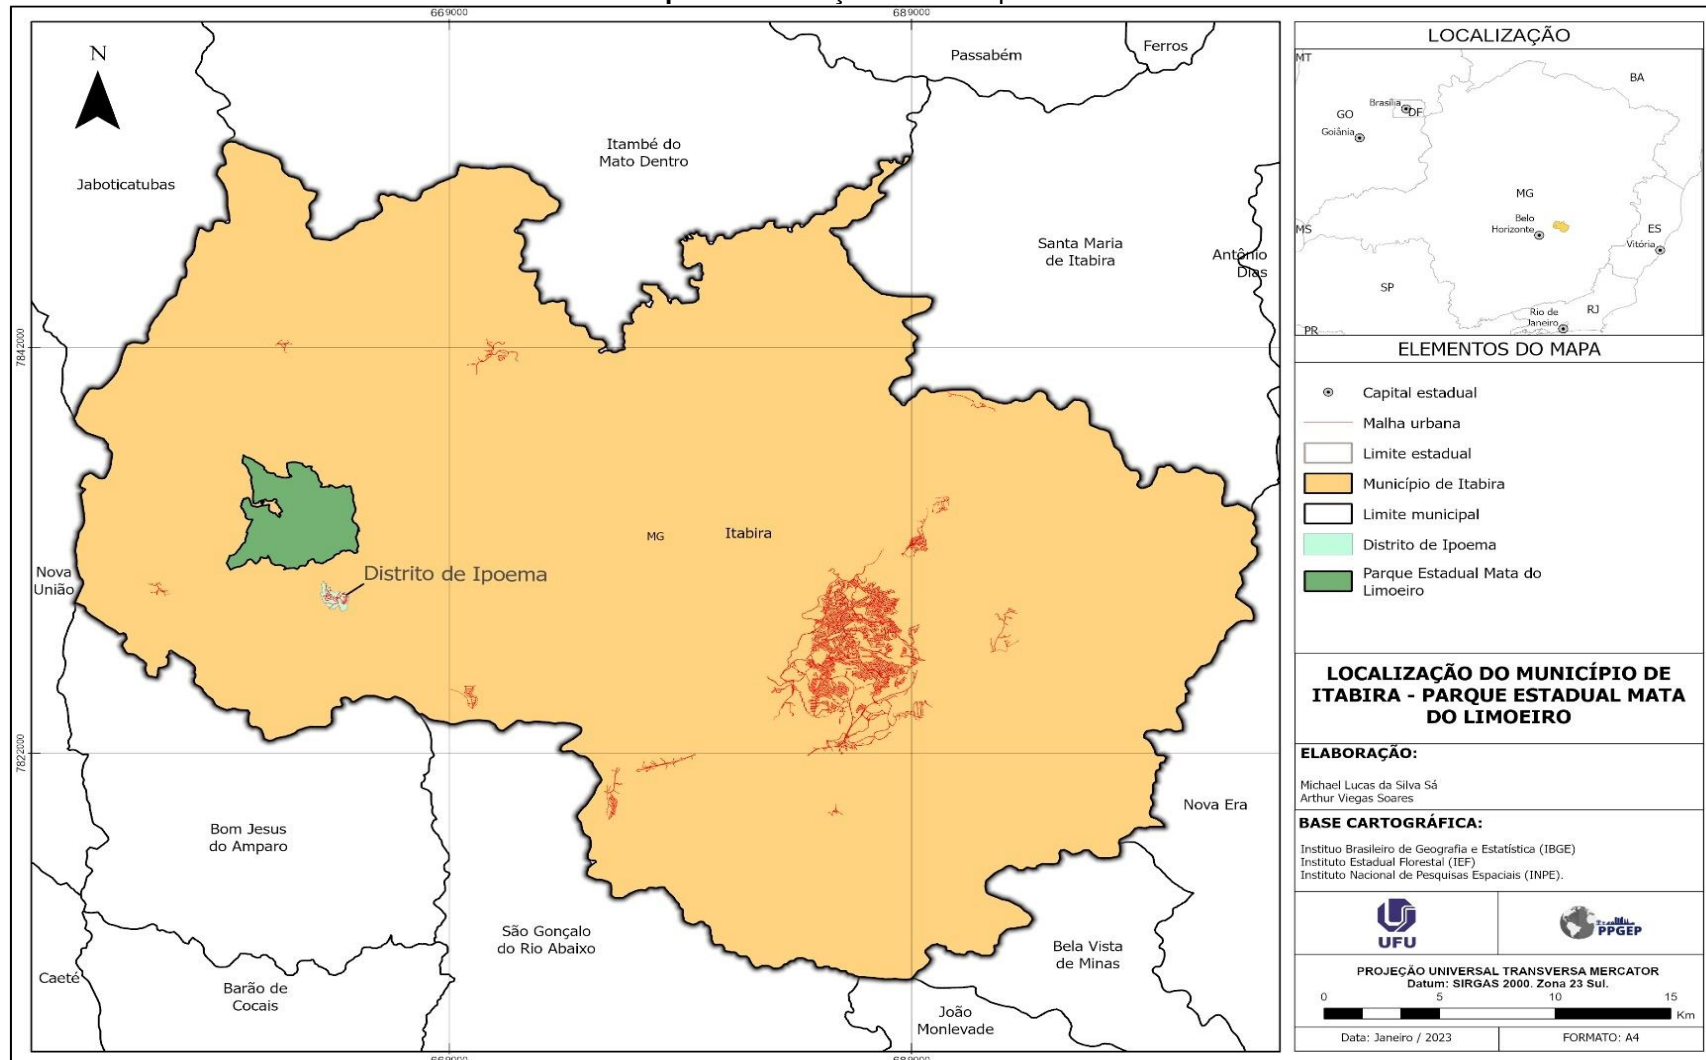 669000
689000
N
Passabém
Ferros
Itambé do
Mato Dentro
Jaboticatubas
Santa Maria
de Itabira
Antônio
Dias
7842000
MG
Itabira
Nova
União
Distrito de Ipoema
7822000
Nova Era
Bom Jesus
do Amparo
São Gonçalo
do Rio Abaixo
Bela Vista
de Minas
Caeté
Barão de
Cocais
João
Monlevade
669000
689000
LOCALIZAÇÃO
MT
BA
Brasília
DF
GO
Goiânia
MG
Belo
Horizonte
MS
ES
Vitória
SP
RJ
Rio de
Janeiro
PR
ELEMENTOS DO MAPA
Capital estadual
Malha urbana
Limite estadual
Município de Itabira
Limite municipal
Distrito de Ipoema
Parque Estadual Mata do
Limoeiro
LOCALIZAÇÃO DO MUNICÍPIO DE
ITABIRA - PARQUE ESTADUAL MATA
DO LIMOEIRO
ELABORAÇÃO:
Michael Lucas da Silva Sá
Arthur Viegas Soares
BASE CARTOGRÁFICA:
Instituo Brasileiro de Geografia e Estatística (IBGE)
Instituto Estadual Florestal (IEF)
Instituto Nacional de Pesquisas Espaciais (INPE).
UFU
PPGEP
PROJEÇÃO UNIVERSAL TRANSVERSA MERCATOR
Datum: SIRGAS 2000. Zona 23 Sul.
0 5 10 15
Km
Data: Janeiro / 2023
FORMATO: A4